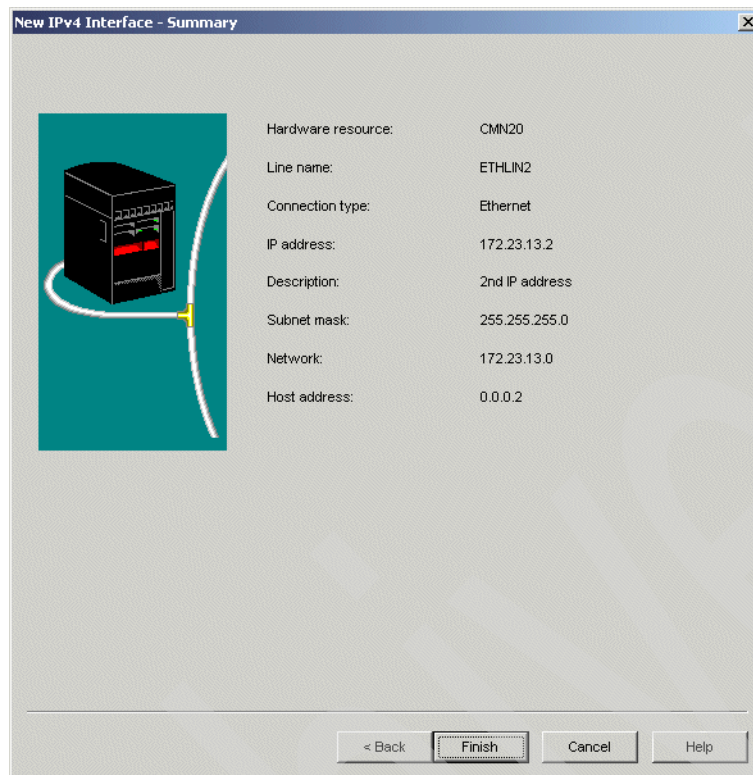 New IPv4 Interface - Summary
Hardware resource: CMN20
Line name: ETHLIN2
Connection type: Ethernet
IP address: 172.23.13.2
Description: 2nd IP address
Subnet mask: 255.255.255.0
Network: 172.23.13.0
Host address: 0.0.0.2
< Back Finish Cancel Help